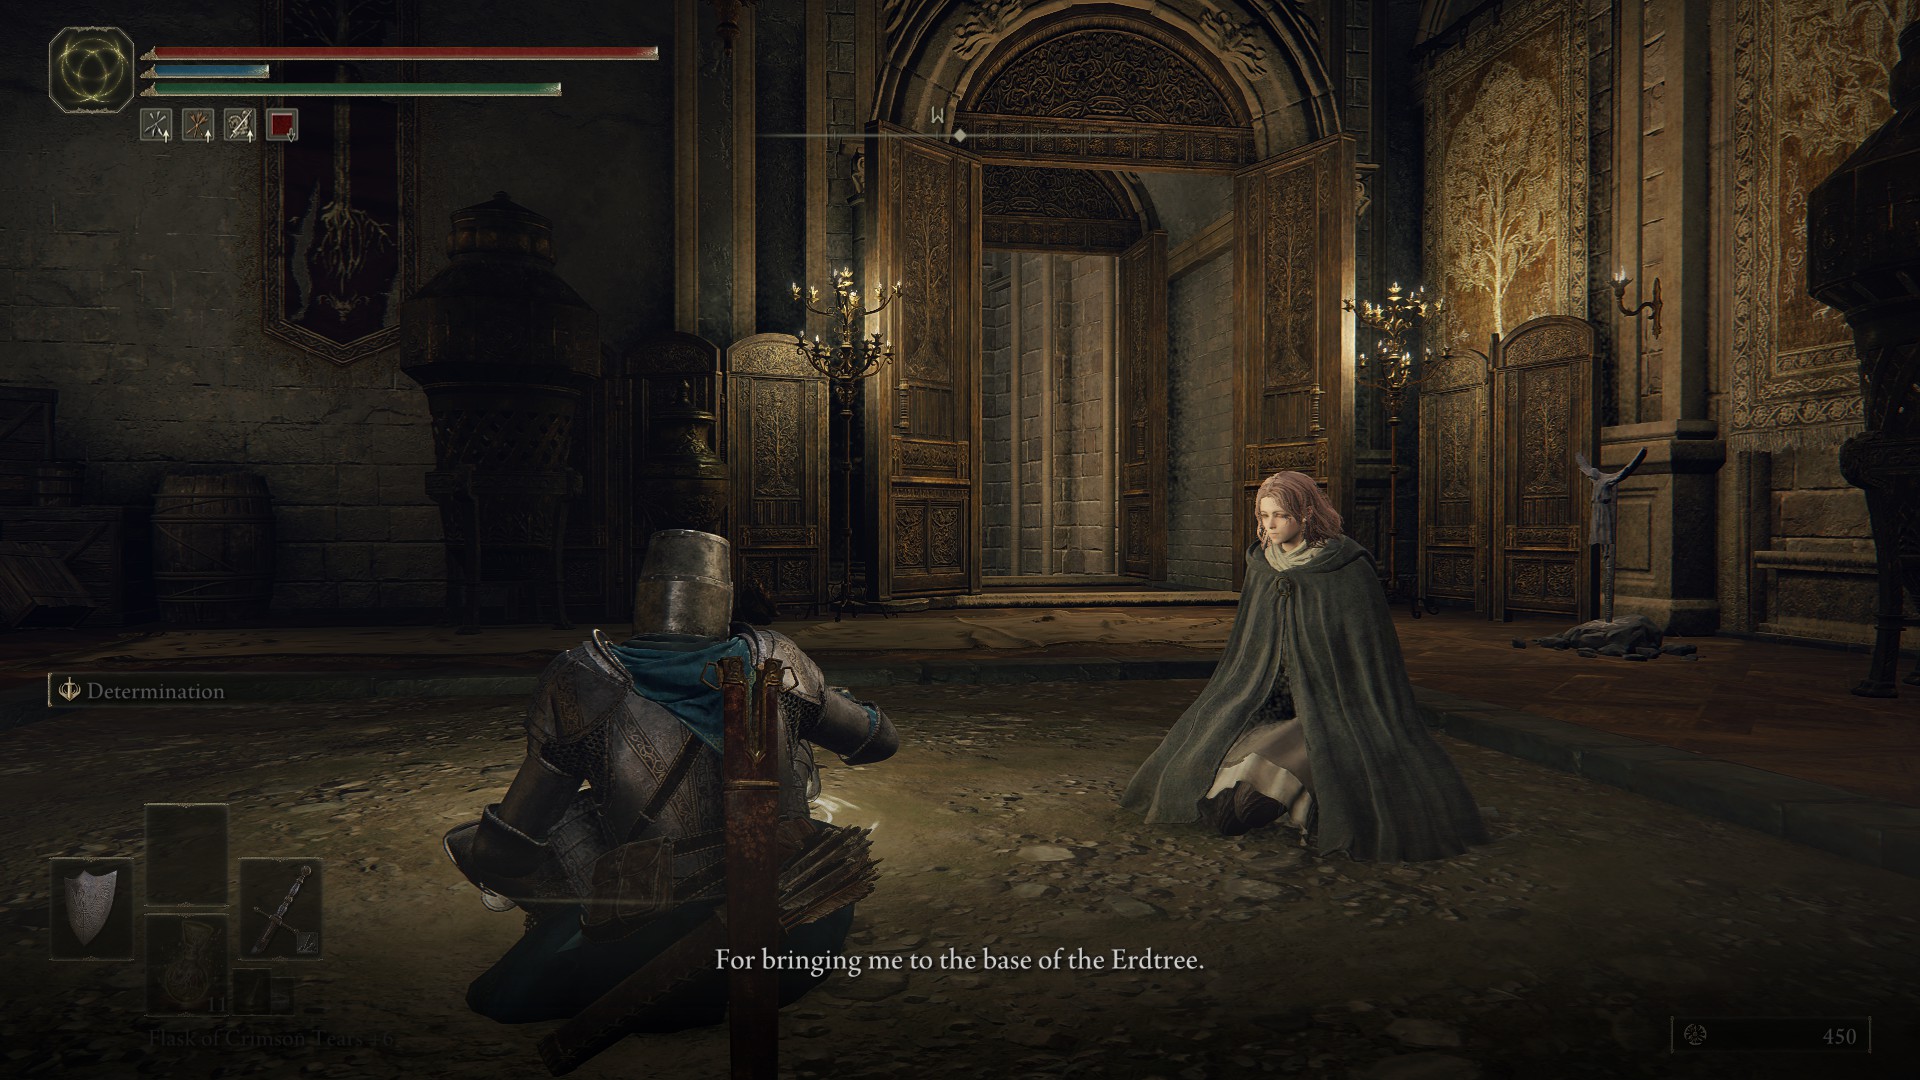 W
Determination
For bringing me to the base of the Erdtree.
11
Flask of Crimson Tears +6
450